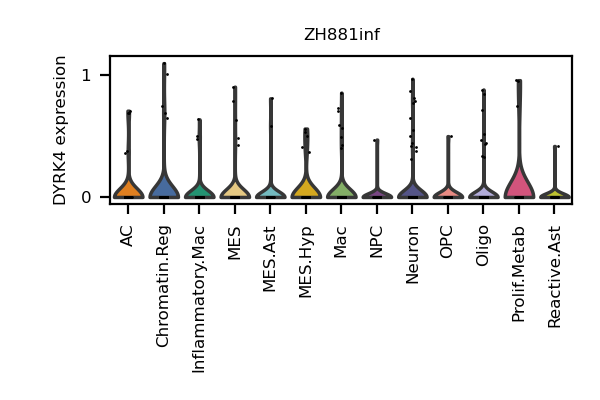 ZH881inf
DYRK4 expression
1
0
AC
Chromatin.Reg
Inflammatory.Mac
MES
MES.Ast
MES.Hyp
Mac
NPC
Neuron
OPC
Oligo
Prolif.Metab
Reactive.Ast